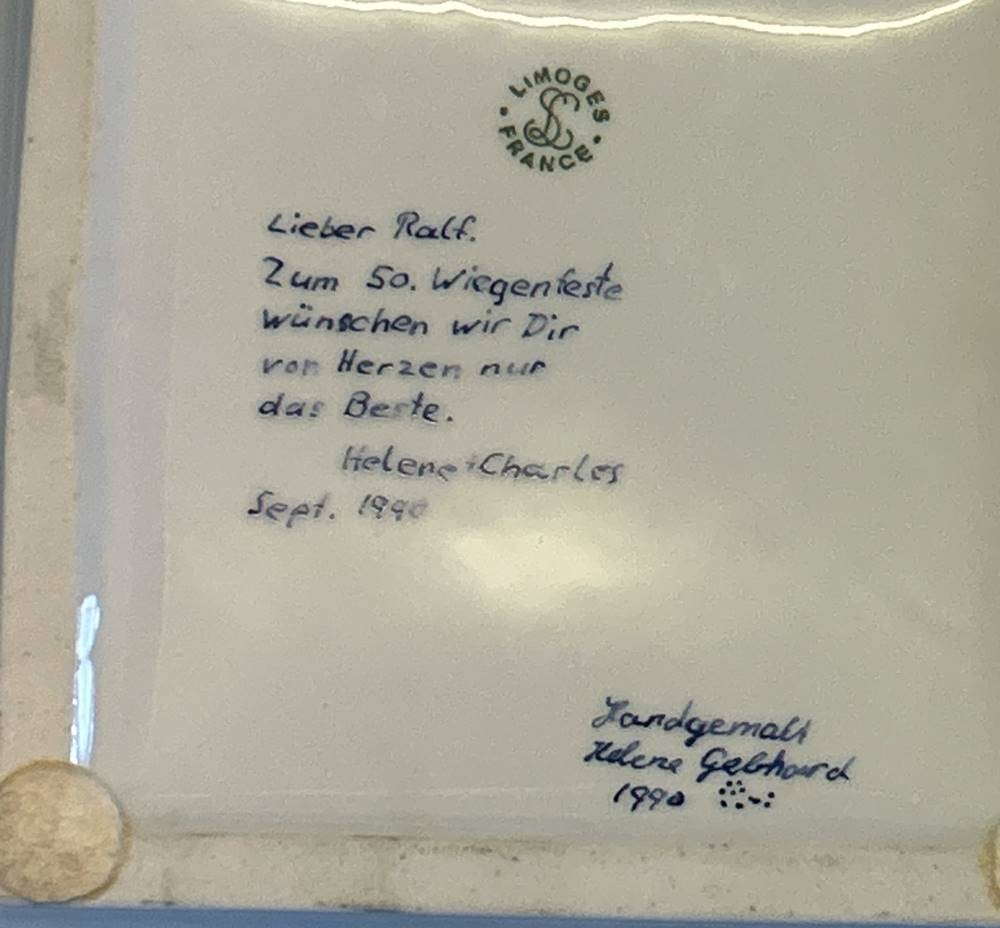 LIMOGES
FRANCE
Lieber Ralf.
Zum 50. Wiegenfeste
wünschen wir Dir
von Herzen nur
das Beste.
Helene + Charles
Sept. 1990
Handgemalt
Helene Gebhard
1990